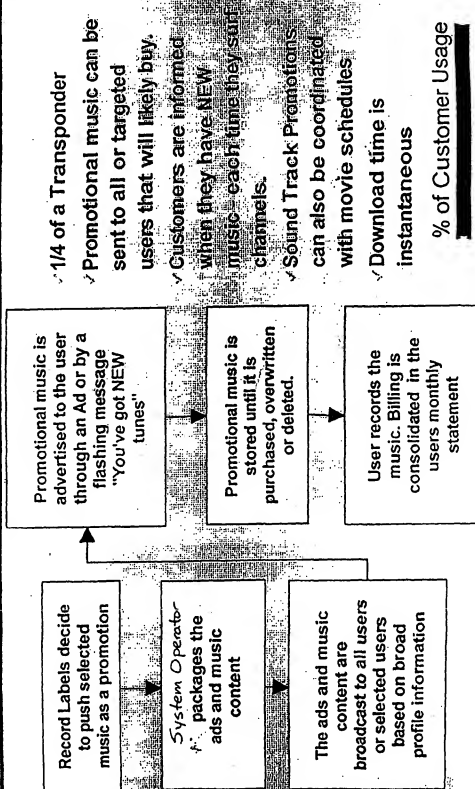 Record Labels decide
to push selected
music as a promotion
System Operator
packages the
ads and music
content
The ads and music
content are
broadcast to all users
or selected users
based on broad
profile information
Promotional music is
advertised to the user
through an Ad or by a
flashing message
"You've got NEW
tunes"
Promotional music is
stored until it is
purchased, overwritten
or deleted.
User records the
music. Billing is
consolidated in the
users monthly
statement
✓ 1/4 of a Transponder
✓ Promotional music can be
sent to all or targeted
users that will likely buy.
✓ Customers are informed
when they have NEW
music - each time they surf
channels.
✓ Sound Track Promotions
can also be coordinated
with movie schedules
✓ Download time is
instantaneous
% of Customer Usage